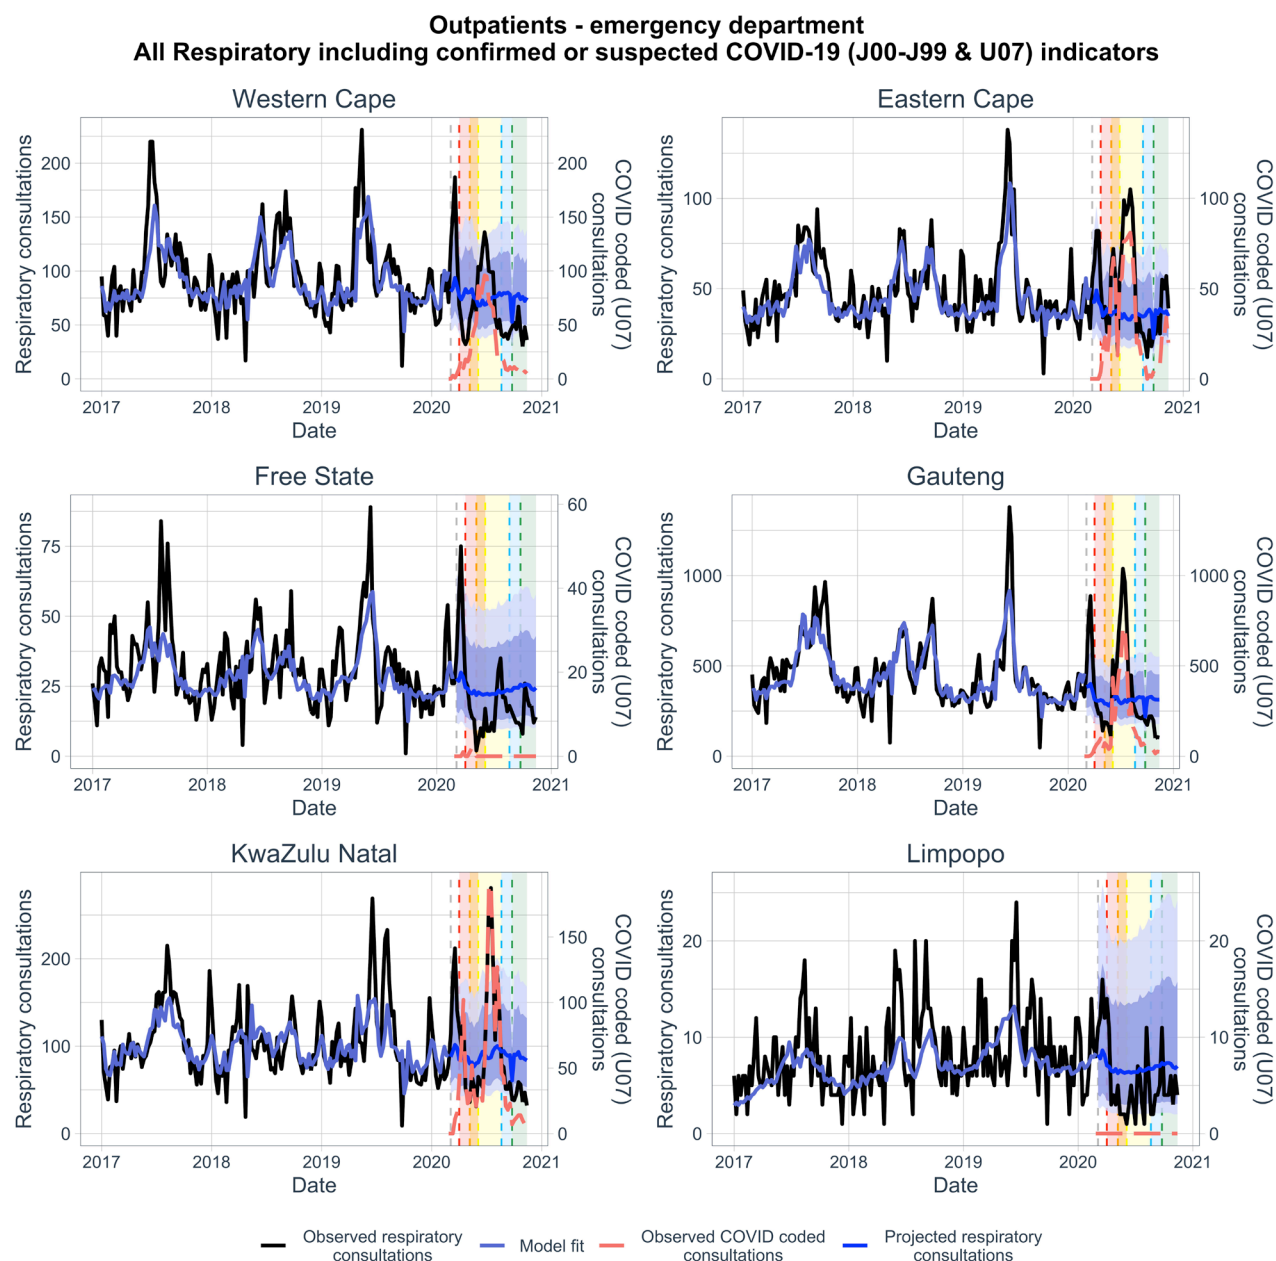 Outpatients - emergency department
All Respiratory including confirmed or suspected COVID-19 (J00-J99 & U07) indicators
Western Cape
Respiratory consultations
200
150
100
50
0
200
150
100
50
0
COVID coded (U07)
consultations
2017 2018 2019 2020 2021
Date
Eastern Cape
Respiratory consultations
100
50
0
100
50
0
COVID coded (U07)
consultations
2017 2018 2019 2020 2021
Date
Free State
Respiratory consultations
75
50
25
0
60
40
20
0
COVID coded (U07)
consultations
2017 2018 2019 2020 2021
Date
Gauteng
Respiratory consultations
1000
500
0
1000
500
0
COVID coded (U07)
consultations
2017 2018 2019 2020 2021
Date
KwaZulu Natal
Respiratory consultations
200
100
0
150
100
50
0
COVID coded (U07)
consultations
2017 2018 2019 2020 2021
Date
Limpopo
Respiratory consultations
20
10
0
20
10
0
COVID coded (U07)
consultations
2017 2018 2019 2020 2021
Date
Observed respiratory
consultations
Model fit
Observed COVID coded
consultations
Projected respiratory
consultations